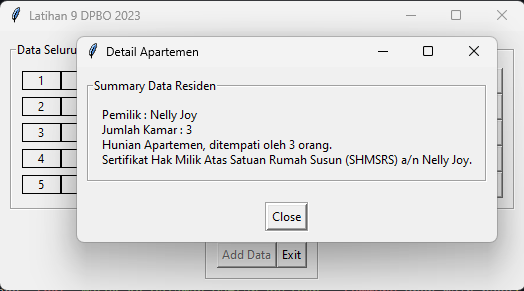 Latihan 9 DPBO 2023
Data Seluru
1
2
3
4
5
Detail Apartemen
Summary Data Residen
Pemilik : Nelly Joy
Jumlah Kamar : 3
Hunian Apartemen, ditempati oleh 3 orang.
Sertifikat Hak Milik Atas Satuan Rumah Susun (SHMSRS) a/n Nelly Joy.
Close
Add Data Exit